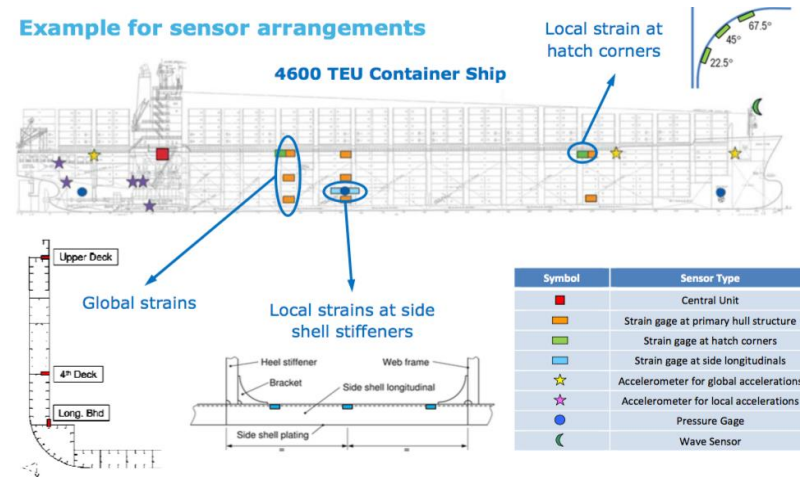 Example for sensor arrangements
4600 TEU Container Ship
Local strain at
hatch corners
22.5°
45°
67.5°
Global strains
Local strains at side
shell stiffeners
Upper Deck
4th Deck
Long. Bhd
Heel stiffener
Web frame
Bracket
Side shell longitudinal
Side shell plating
Symbol
Sensor Type
Central Unit
Strain gage at primary hull structure
Strain gage at hatch corners
Strain gage at side longitudinals
Accelerometer for global accelerations
Accelerometer for local accelerations
Pressure Gage
Wave Sensor